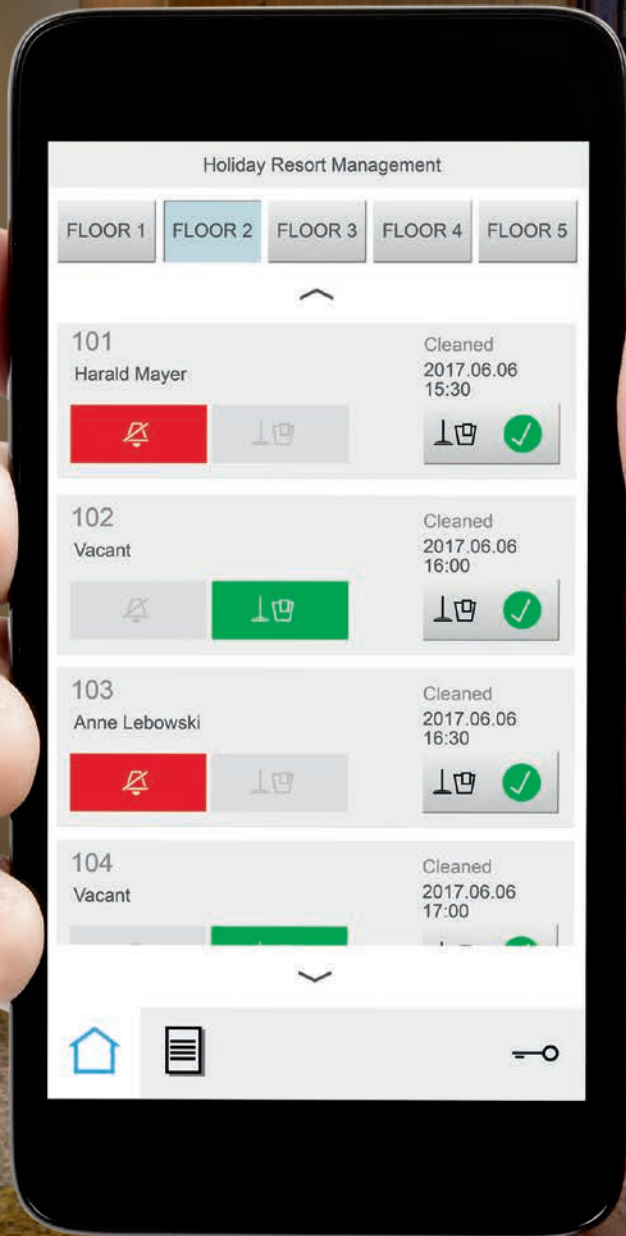 Holiday Resort Management
FLOOR 1 FLOOR 2 FLOOR 3 FLOOR 4 FLOOR 5
101
Harald Mayer
Cleaned
2017.06.06
15:30
102
Vacant
Cleaned
2017.06.06
16:00
103
Anne Lebowski
Cleaned
2017.06.06
16:30
104
Vacant
Cleaned
2017.06.06
17:00